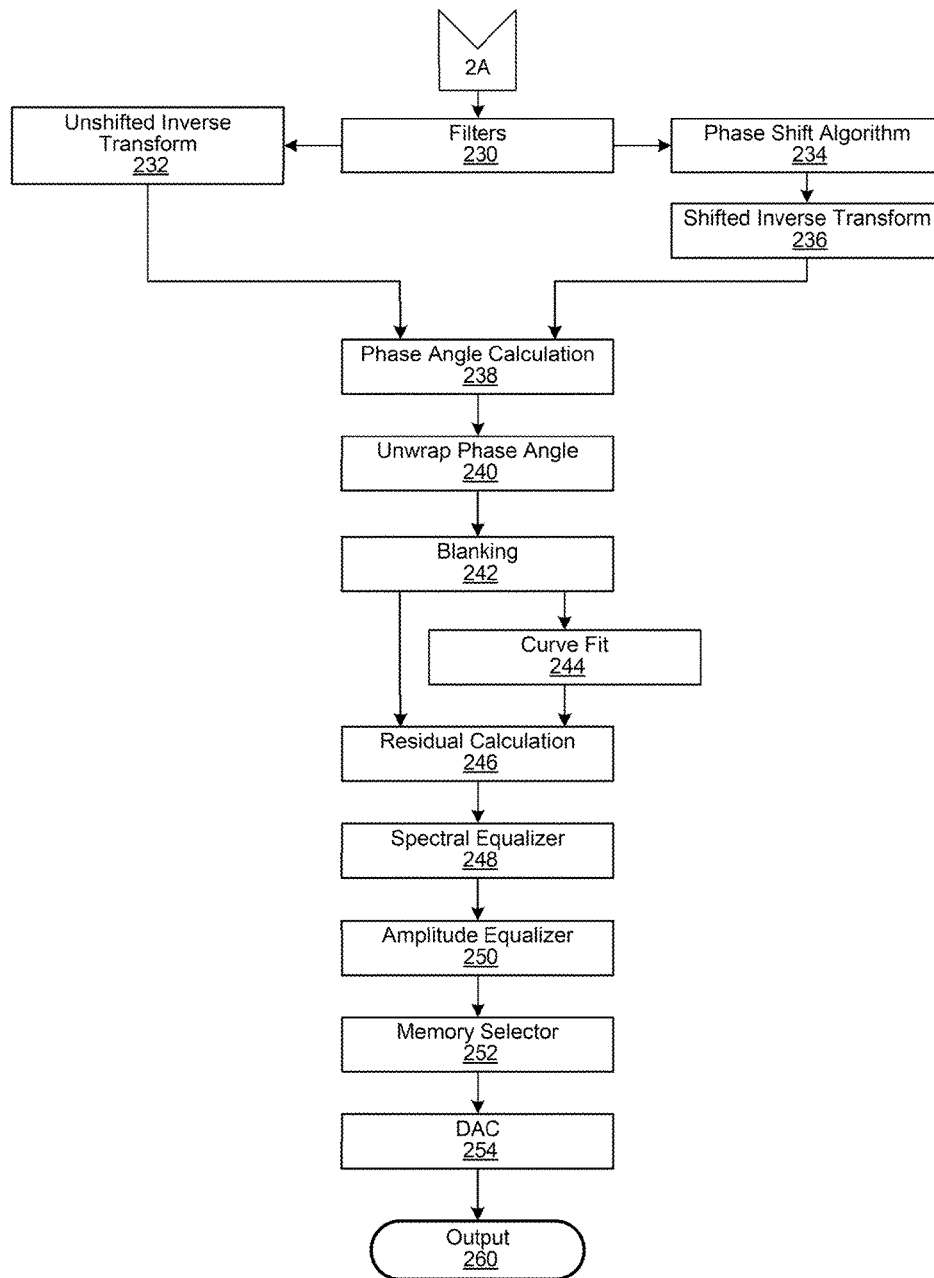 2A
Unshifted Inverse
Transform
232
Filters
230
Phase Shift Algorithm
234
Shifted Inverse Transform
236
Phase Angle Calculation
238
Unwrap Phase Angle
240
Blanking
242
Curve Fit
244
Residual Calculation
246
Spectral Equalizer
248
Amplitude Equalizer
250
Memory Selector
252
DAC
254
Output
260